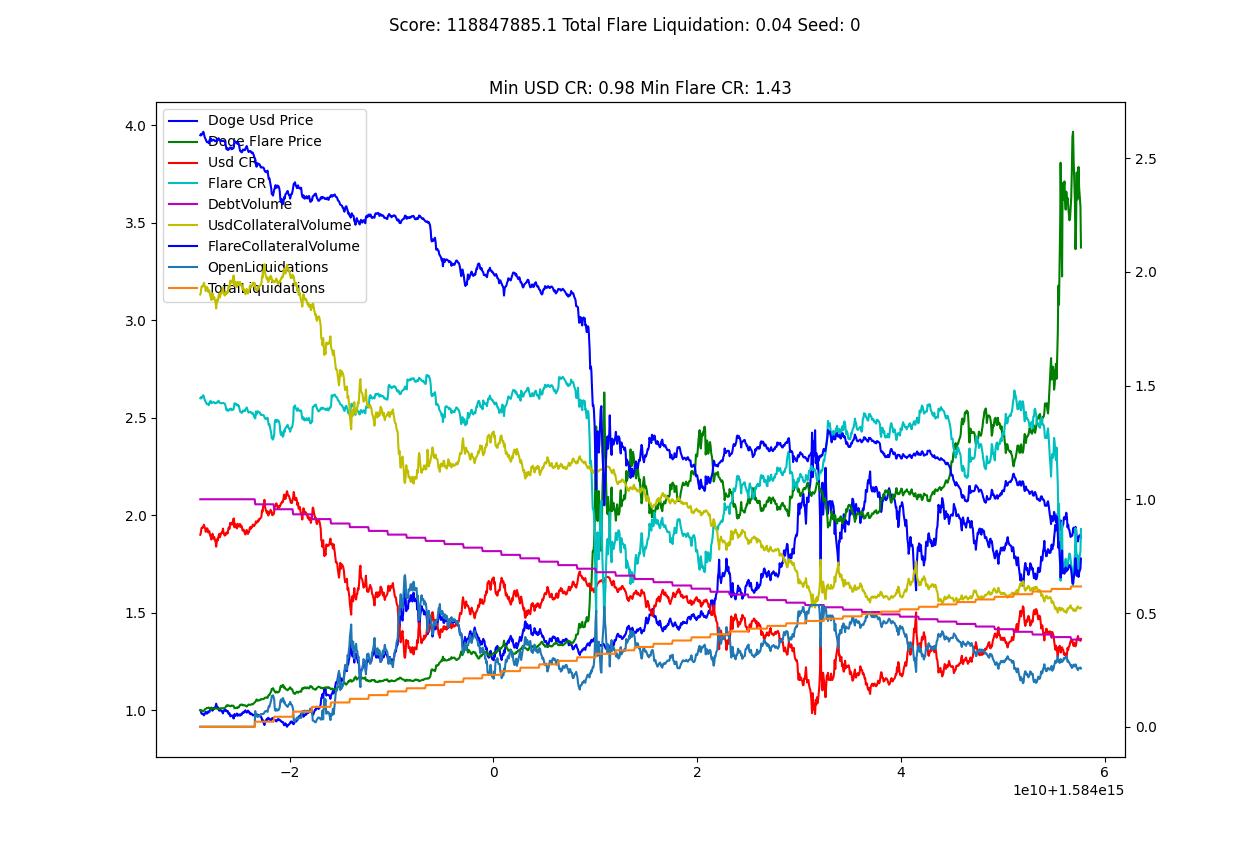 Score: 118847885.1 Total Flare Liquidation: 0.04 Seed: 0
Min USD CR: 0.98 Min Flare CR: 1.43
Doge Usd Price
Doge Flare Price
Usd CR
Flare CR
DebtVolume
UsdCollateralVolume
FlareCollateralVolume
OpenLiquidations
TotalLiquidations
4.0
3.5
3.0
2.5
2.0
1.5
1.0
2.5
2.0
1.5
1.0
0.5
0.0
−2
0
2
4
6
1e10+1.584e15